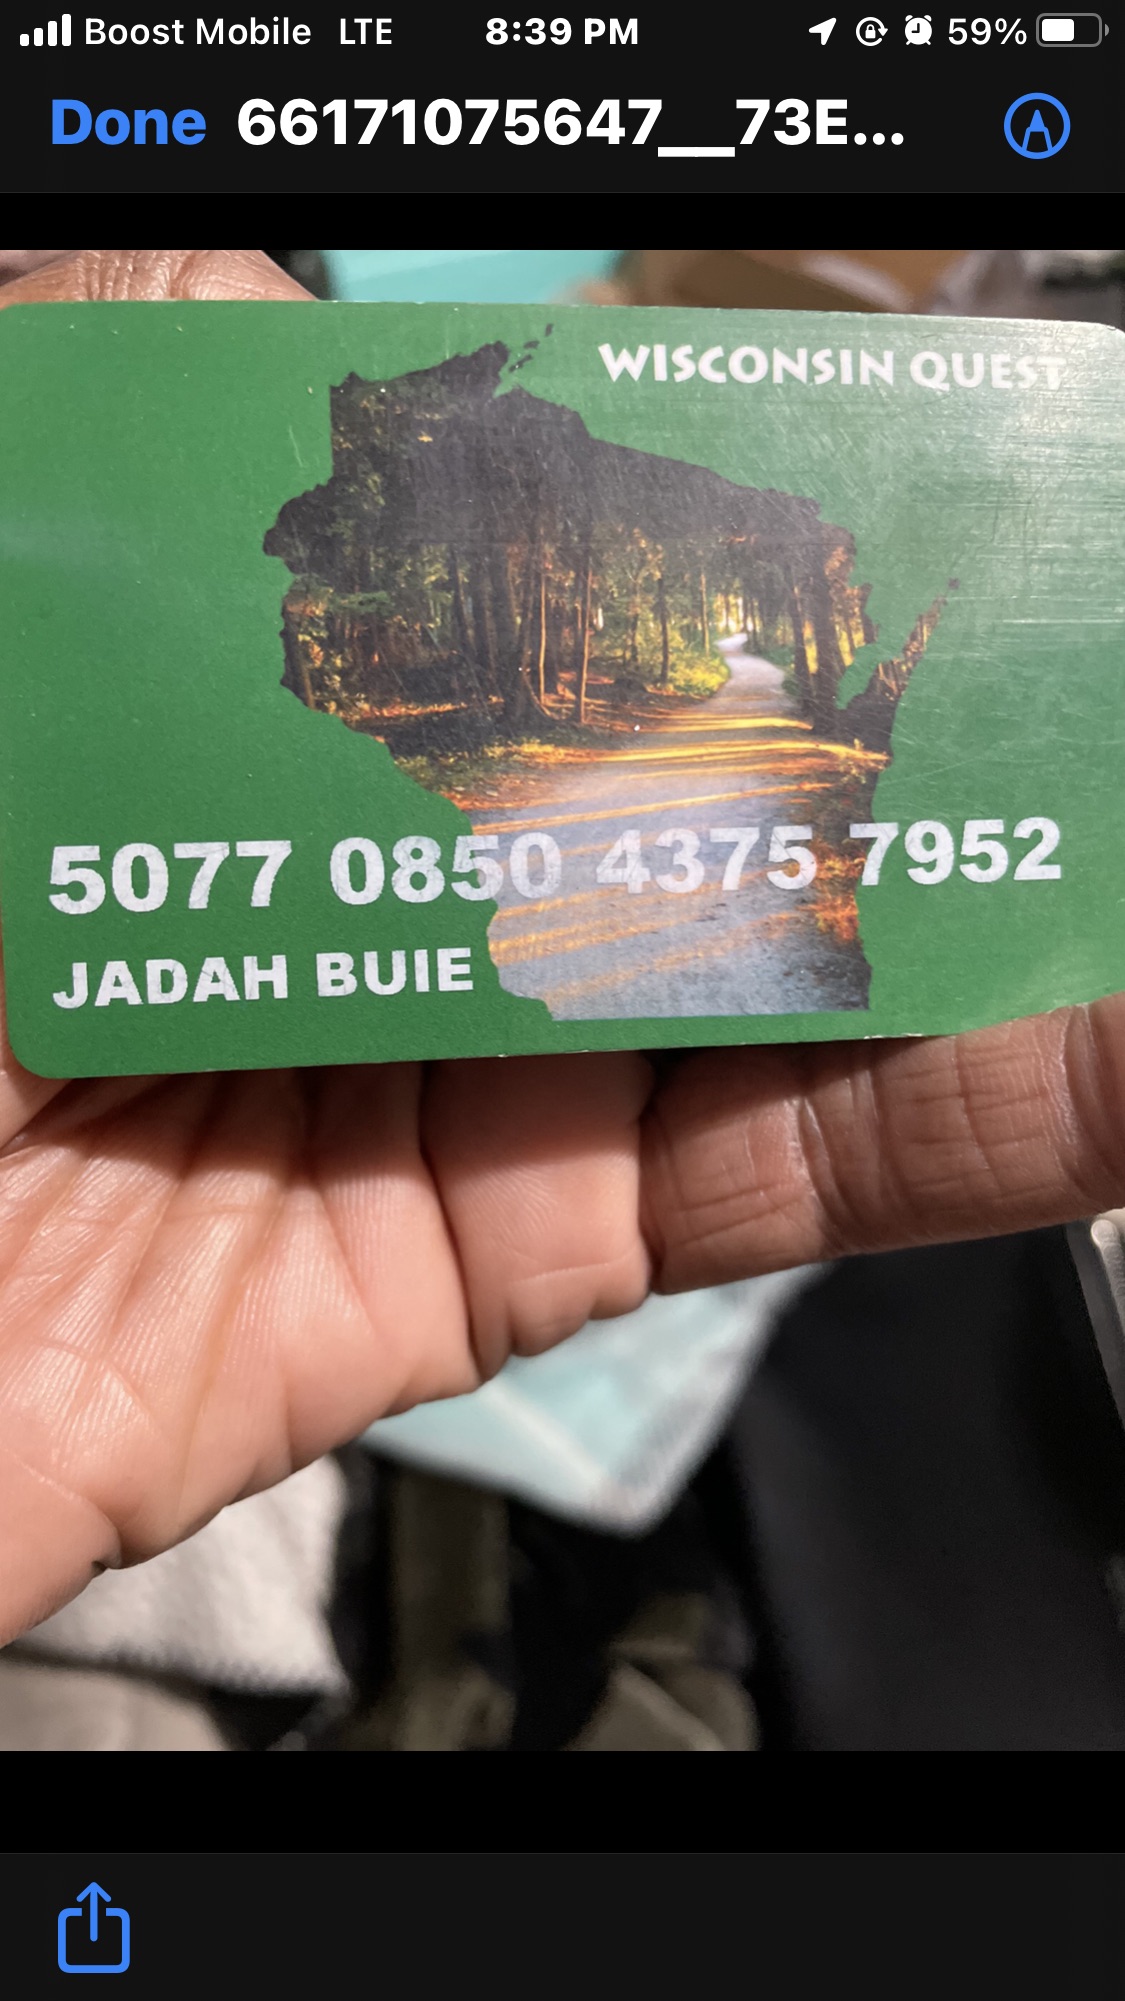 Boost Mobile LTE 8:39 PM 59%
Done 66171075647__73E...
WISCONSIN QUEST
5077 0850 4375 7952
JADAH BUIE